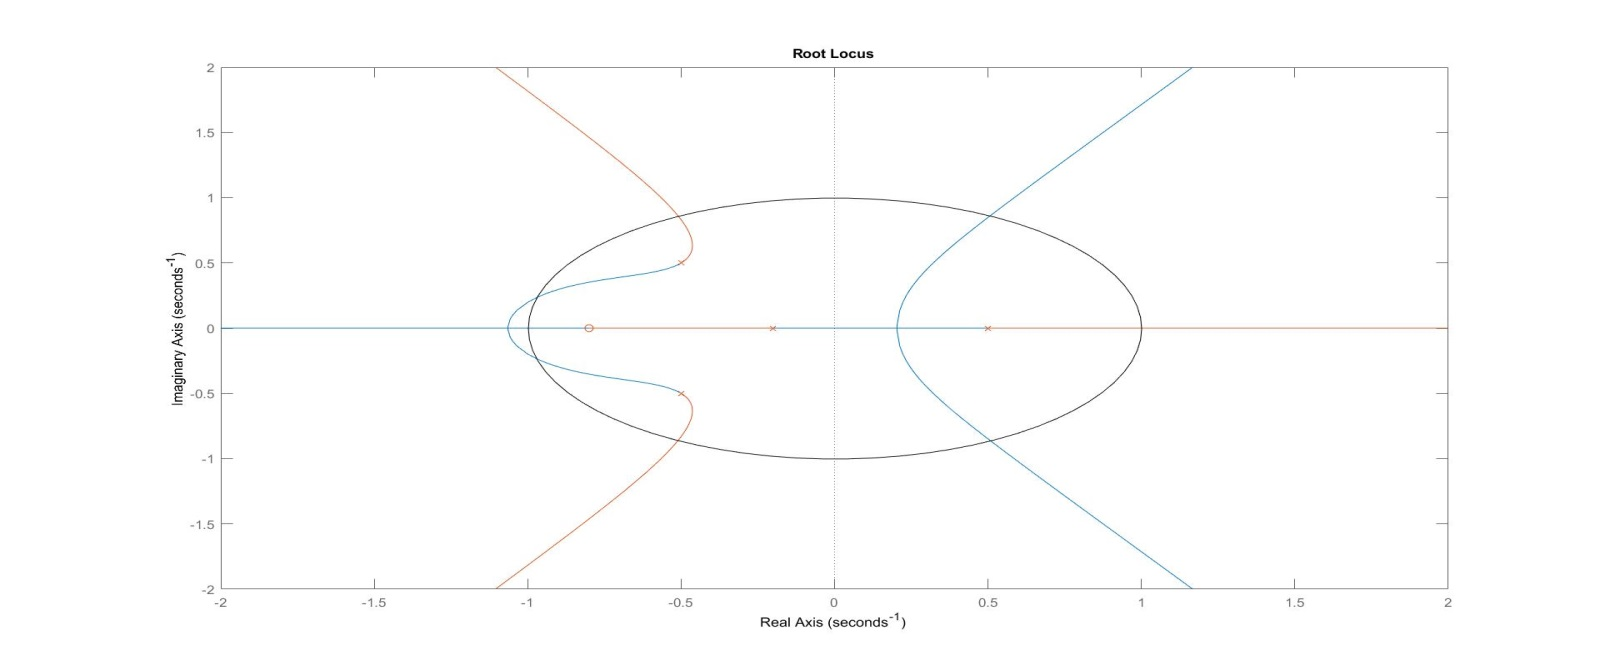 Root Locus
2
1.5
1
0.5
0
-0.5
-1
-1.5
-2
Imaginary Axis (seconds⁻¹)
-2 -1.5 -1 -0.5 0 0.5 1 1.5 2
Real Axis (seconds⁻¹)